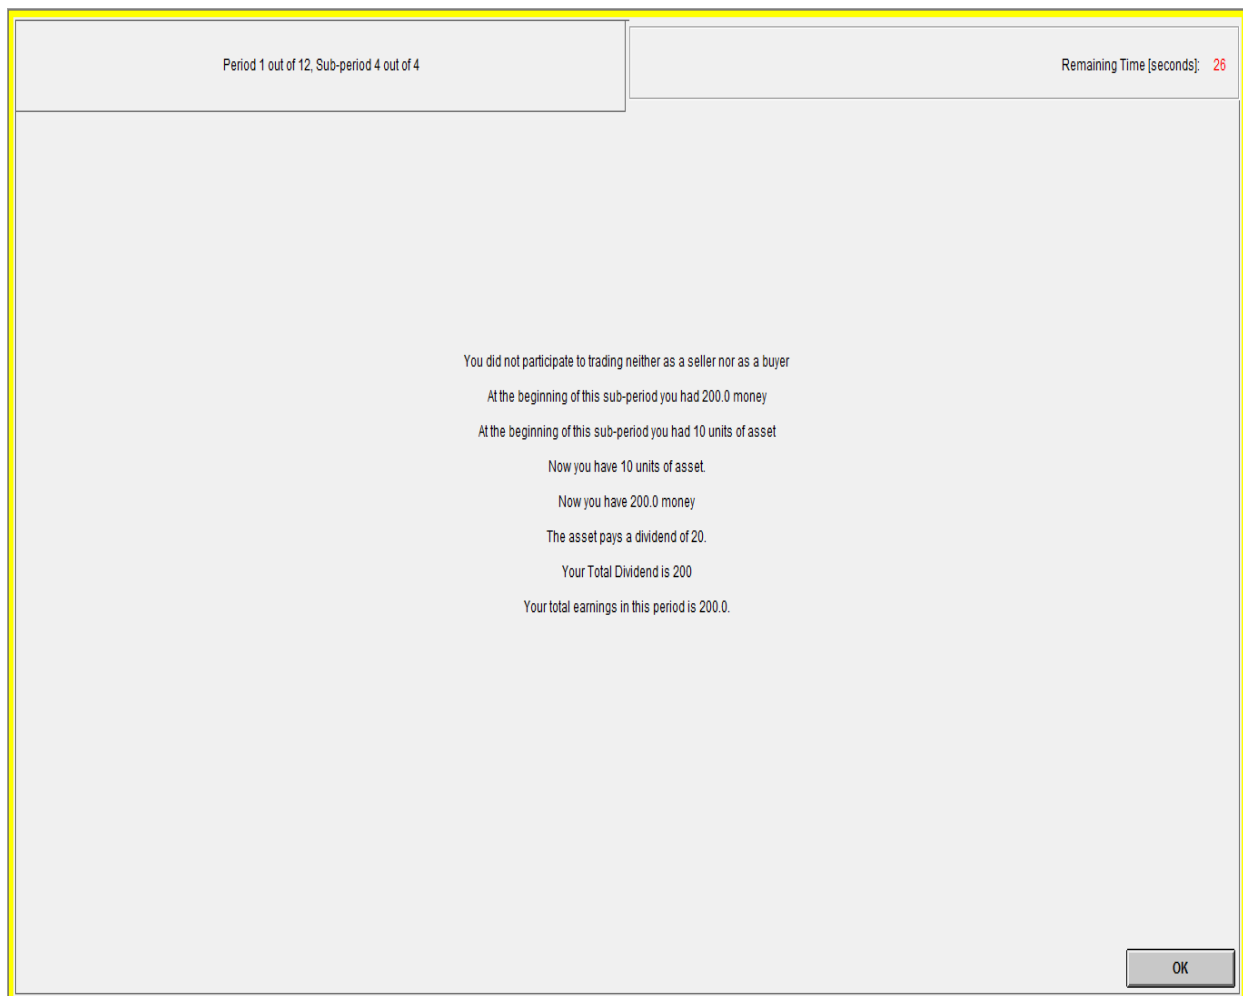 Period 1 out of 12, Sub-period 4 out of 4
Remaining Time [seconds]: 26
You did not participate to trading neither as a seller nor as a buyer
At the beginning of this sub-period you had 200.0 money
At the beginning of this sub-period you had 10 units of asset
Now you have 10 units of asset.
Now you have 200.0 money
The asset pays a dividend of 20.
Your Total Dividend is 200
Your total earnings in this period is 200.0.
OK